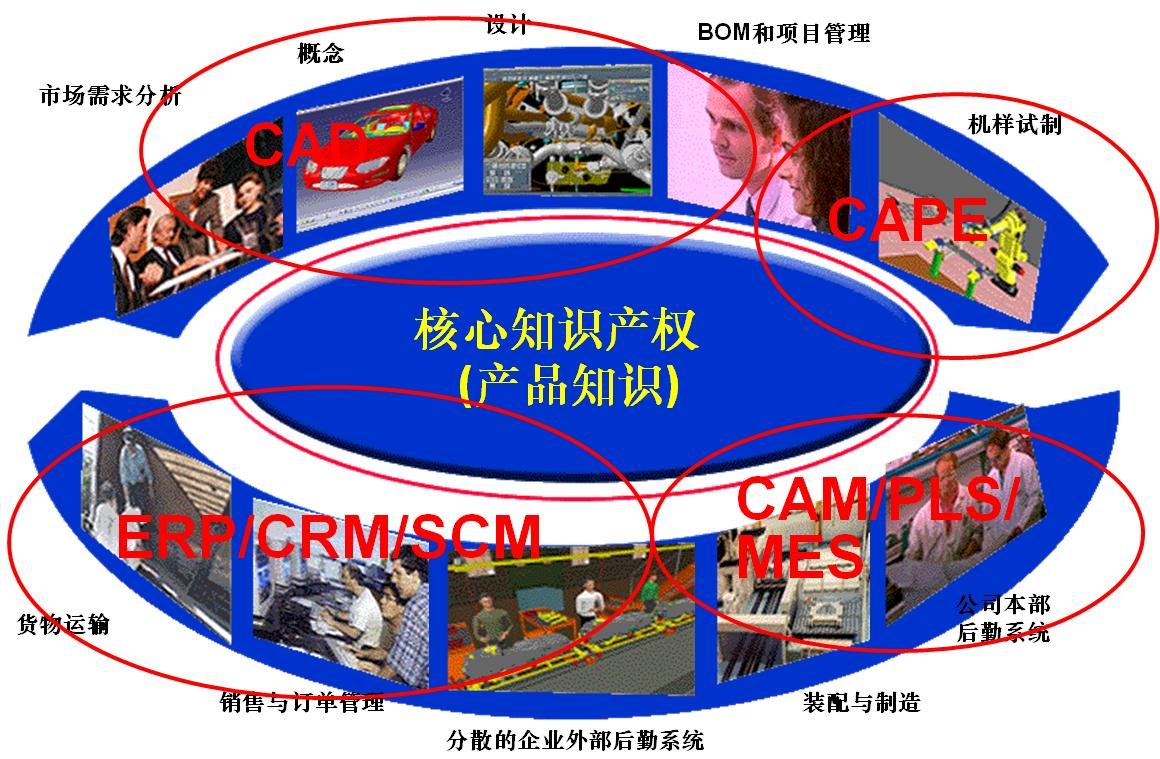 设计
BOM和项目管理
概念
市场需求分析
机样试制
CAD
CAPE
核心知识产权
(产品知识)
ERP/CRM/SCM
CAM/PLS/
MES
货物运输
公司本部
后勤系统
销售与订单管理
装配与制造
分散的企业外部后勤系统